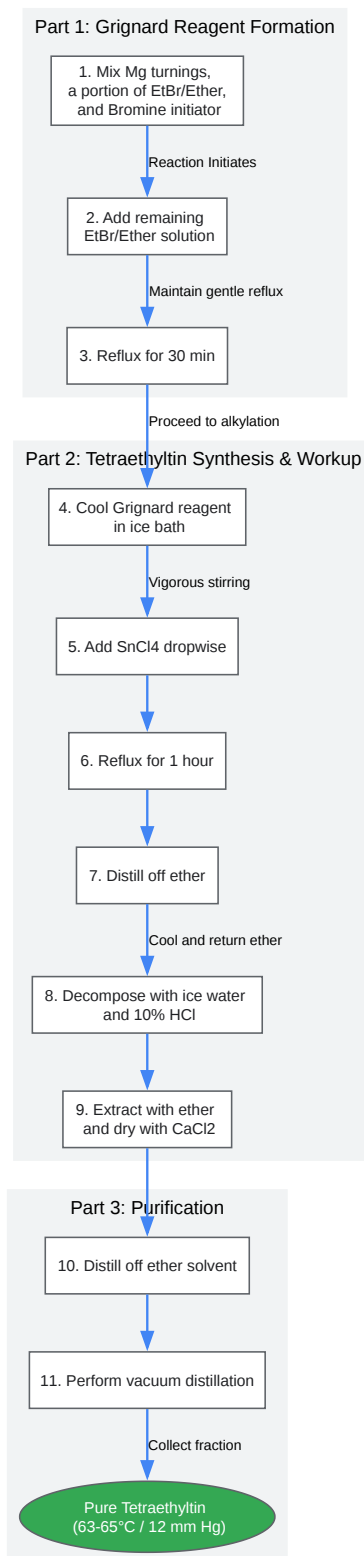 Part 1: Grignard Reagent Formation
1. Mix Mg turnings,
a portion of EtBr/Ether,
and Bromine initiator
Reaction Initiates
2. Add remaining
EtBr/Ether solution
Maintain gentle reflux
3. Reflux for 30 min
Proceed to alkylation
Part 2: Tetraethyltin Synthesis & Workup
4. Cool Grignard reagent
in ice bath
Vigorous stirring
5. Add SnCl4 dropwise
6. Reflux for 1 hour
7. Distill off ether
Cool and return ether
8. Decompose with ice water
and 10% HCl
9. Extract with ether
and dry with CaCl2
Part 3: Purification
10. Distill off ether solvent
11. Perform vacuum distillation
Collect fraction
Pure Tetraethyltin
(63-65°C / 12 mm Hg)